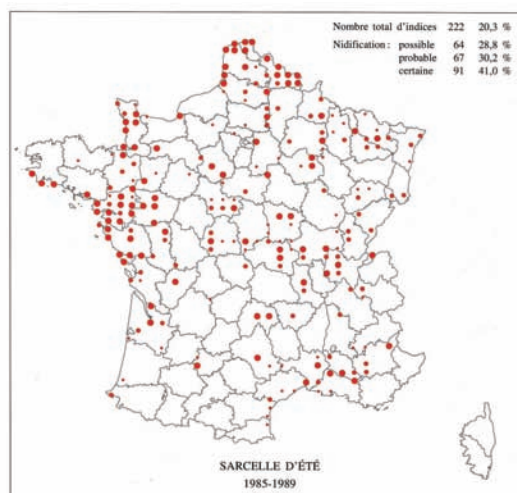 Nombre total d'indices 222 20,3 %
Nidification : possible 64 28,8 %
probable 67 30,2 %
certaine 91 41,0 %
SARCELLE D'ÉTÉ
1985-1989